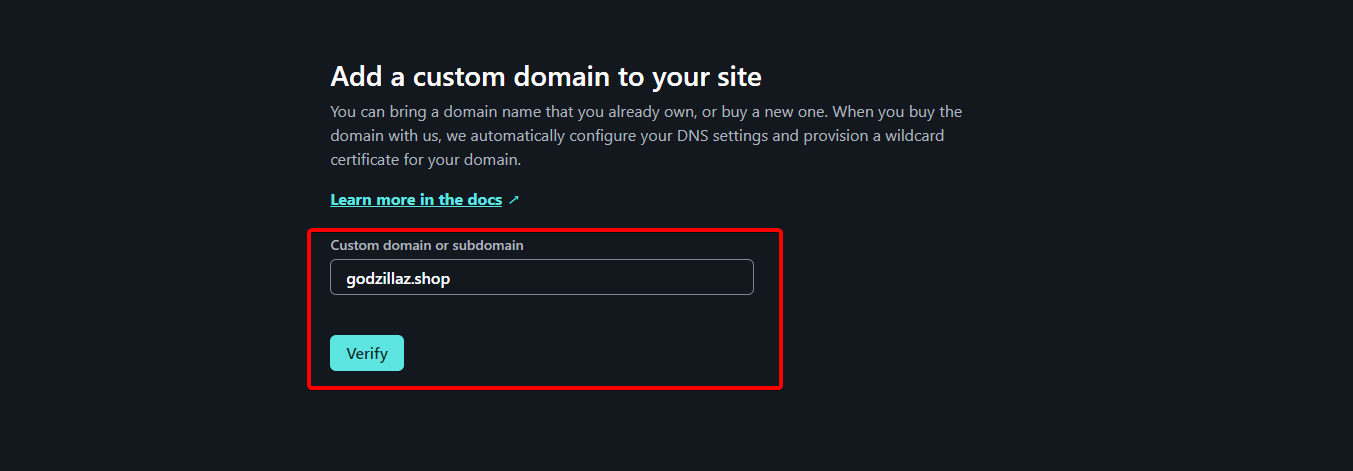 Add a custom domain to your site
You can bring a domain name that you already own, or buy a new one. When you buy the
domain with us, we automatically configure your DNS settings and provision a wildcard
certificate for your domain.
Learn more in the docs ↗
Custom domain or subdomain
godzillaz.shop
Verify